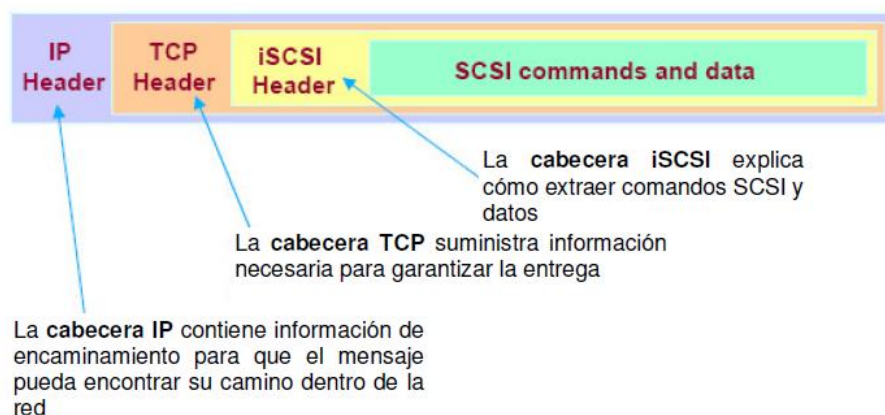 IP Header
TCP Header
iSCSI Header
SCSI commands and data
La cabecera iSCSI explica
cómo extraer comandos SCSI y
datos
La cabecera TCP suministra información
necesaria para garantizar la entrega
La cabecera IP contiene información de
encaminamiento para que el mensaje
pueda encontrar su camino dentro de la
red